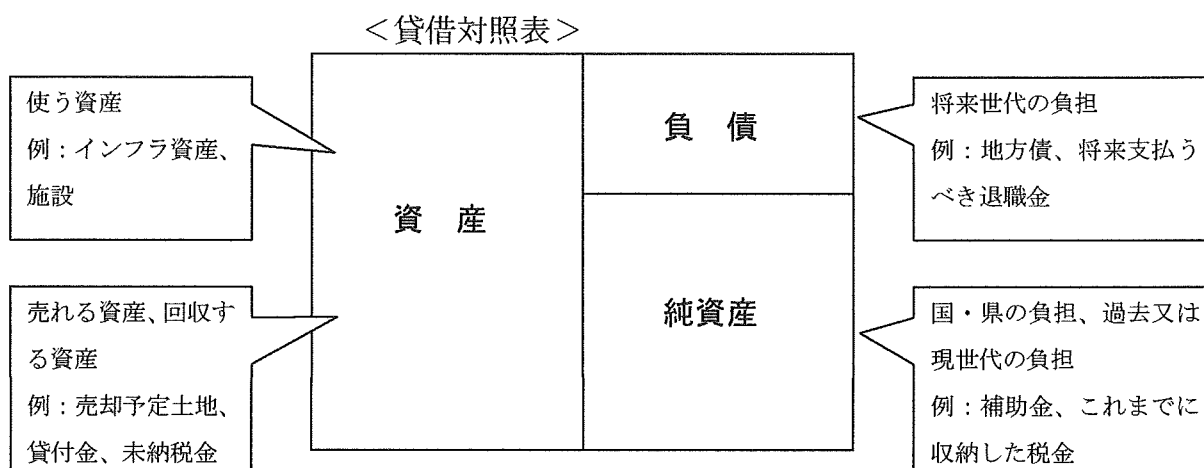 ＜貸借対照表＞
使う資産
例：インフラ資産、
施設
売れる資産、回収す
る資産
例：売却予定土地、
貸付金、未納税金
資　産
負　債
純資産
将来世代の負担
例：地方債、将来支払う
べき退職金
国・県の負担、過去又は
現世代の負担
例：補助金、これまでに
収納した税金